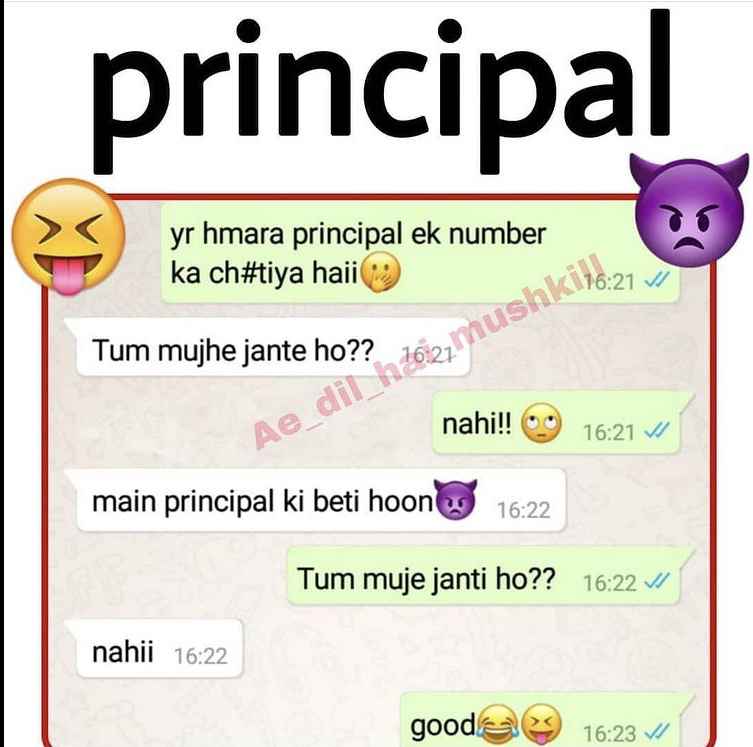 principal
yr hmara principal ek number
ka ch#tiya haii🤭 16:21
Tum mujhe jante ho?? 16:21
Ae_dil_hai_mushkill
nahi!! 🙄 16:21
main principal ki beti hoon👿 16:22
Tum muje janti ho?? 16:22
nahii 16:22
good😂😝 16:23